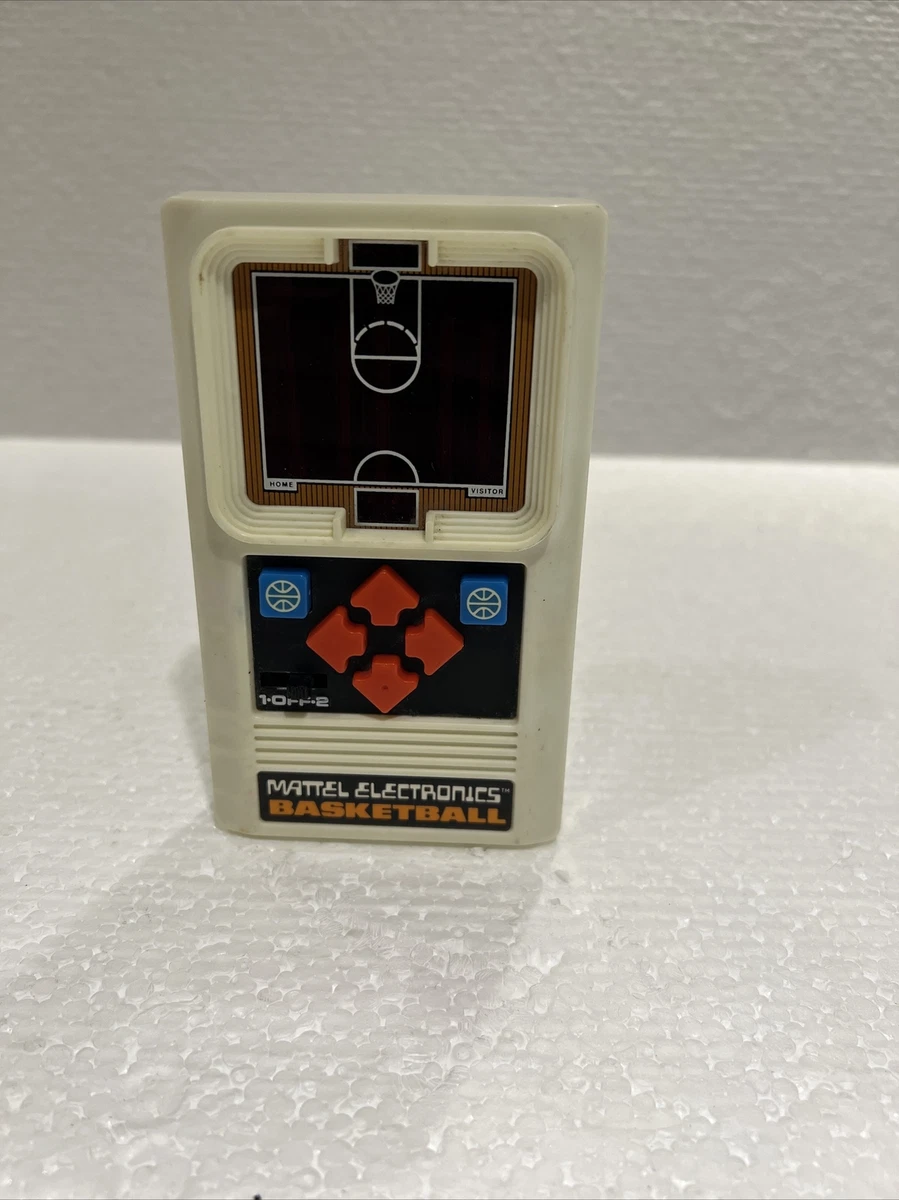 HOME
VISITOR
1•OFF•2
MATTEL ELECTRONICS™
BASKETBALL